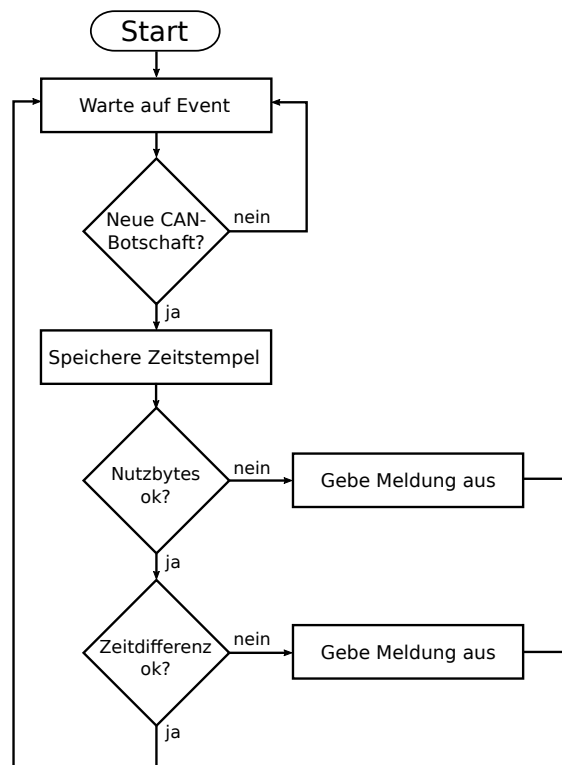 Start
Warte auf Event
Neue CAN-
Botschaft?
nein
ja
Speichere Zeitstempel
Nutzbytes
ok?
nein
Gebe Meldung aus
ja
Zeitdifferenz
ok?
nein
Gebe Meldung aus
ja